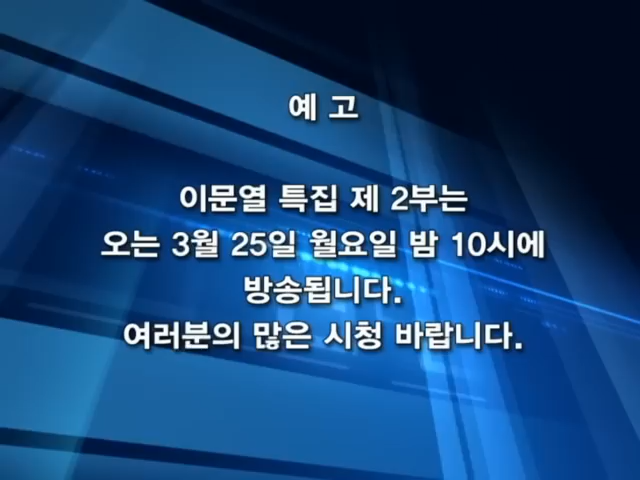 예 고
이문열 특집 제 2부는
오는 3월 25일 월요일 밤 10시에
방송됩니다.
여러분의 많은 시청 바랍니다.